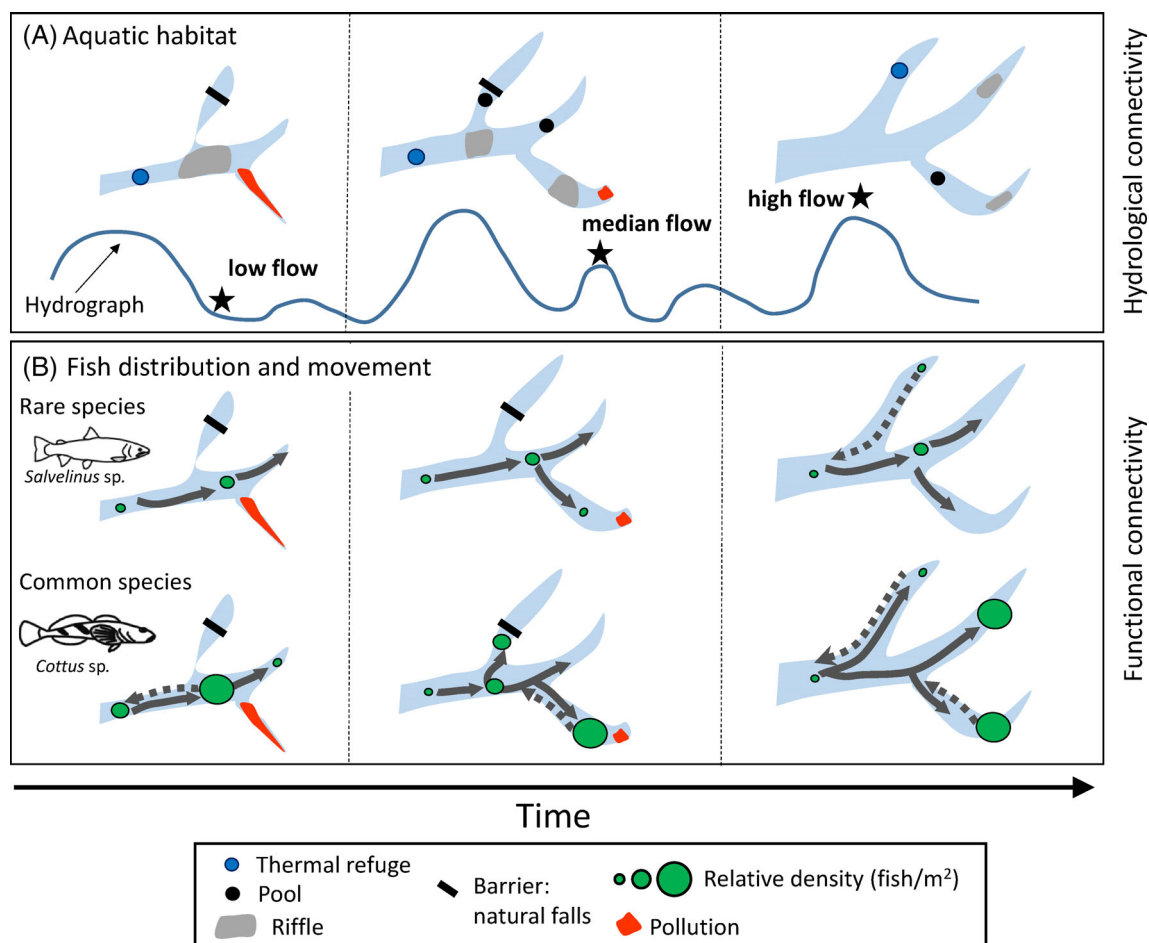 (A) Aquatic habitat
low flow
median flow
high flow
Hydrograph
Hydrological connectivity
(B) Fish distribution and movement
Rare species
Salvelinus sp.
Common species
Cottus sp.
Functional connectivity
Time
Thermal refuge
Pool
Riffle
Barrier:
natural falls
Relative density (fish/m²)
Pollution